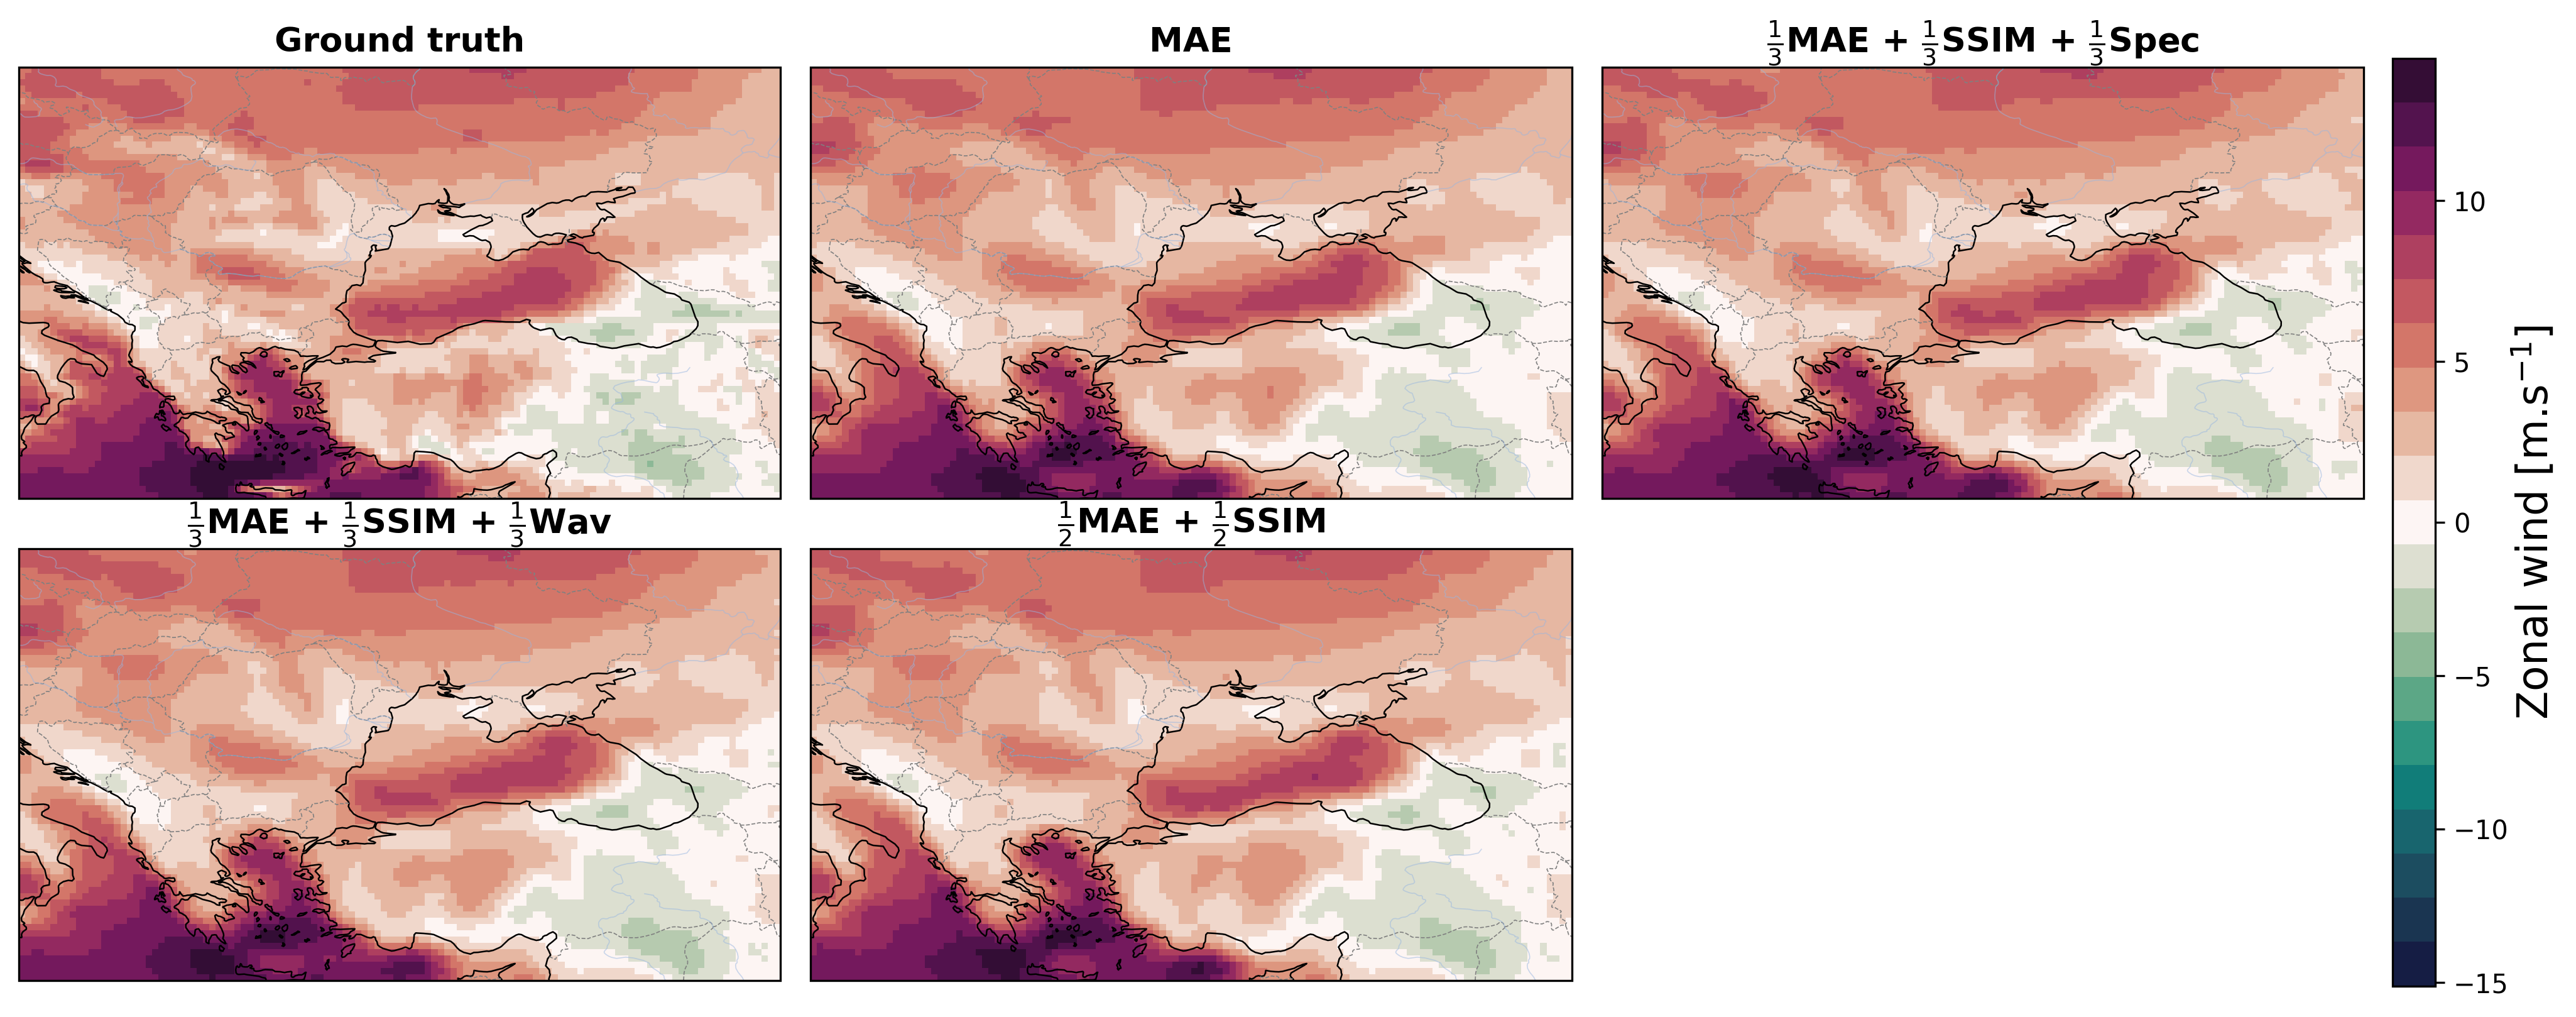 Ground truth
MAE
1/3MAE + 1/3SSIM + 1/3Spec
1/3MAE + 1/3SSIM + 1/3Wav
1/2MAE + 1/2SSIM
10
5
0
−5
−10
−15
Zonal wind [m.s⁻¹]